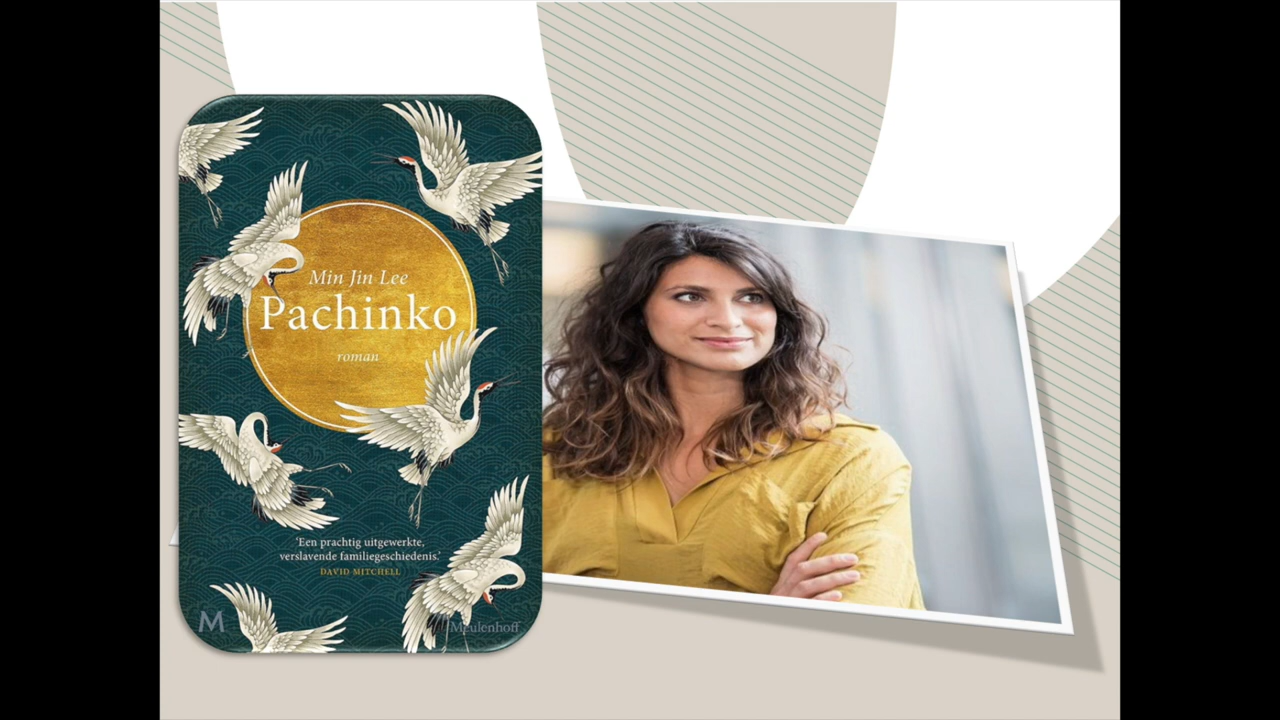 Min Jin Lee
Pachinko
roman
‘Een prachtig uitgewerkte,
verslavende familiegeschiedenis.’
DAVID MITCHELL
M
Meulenhoff